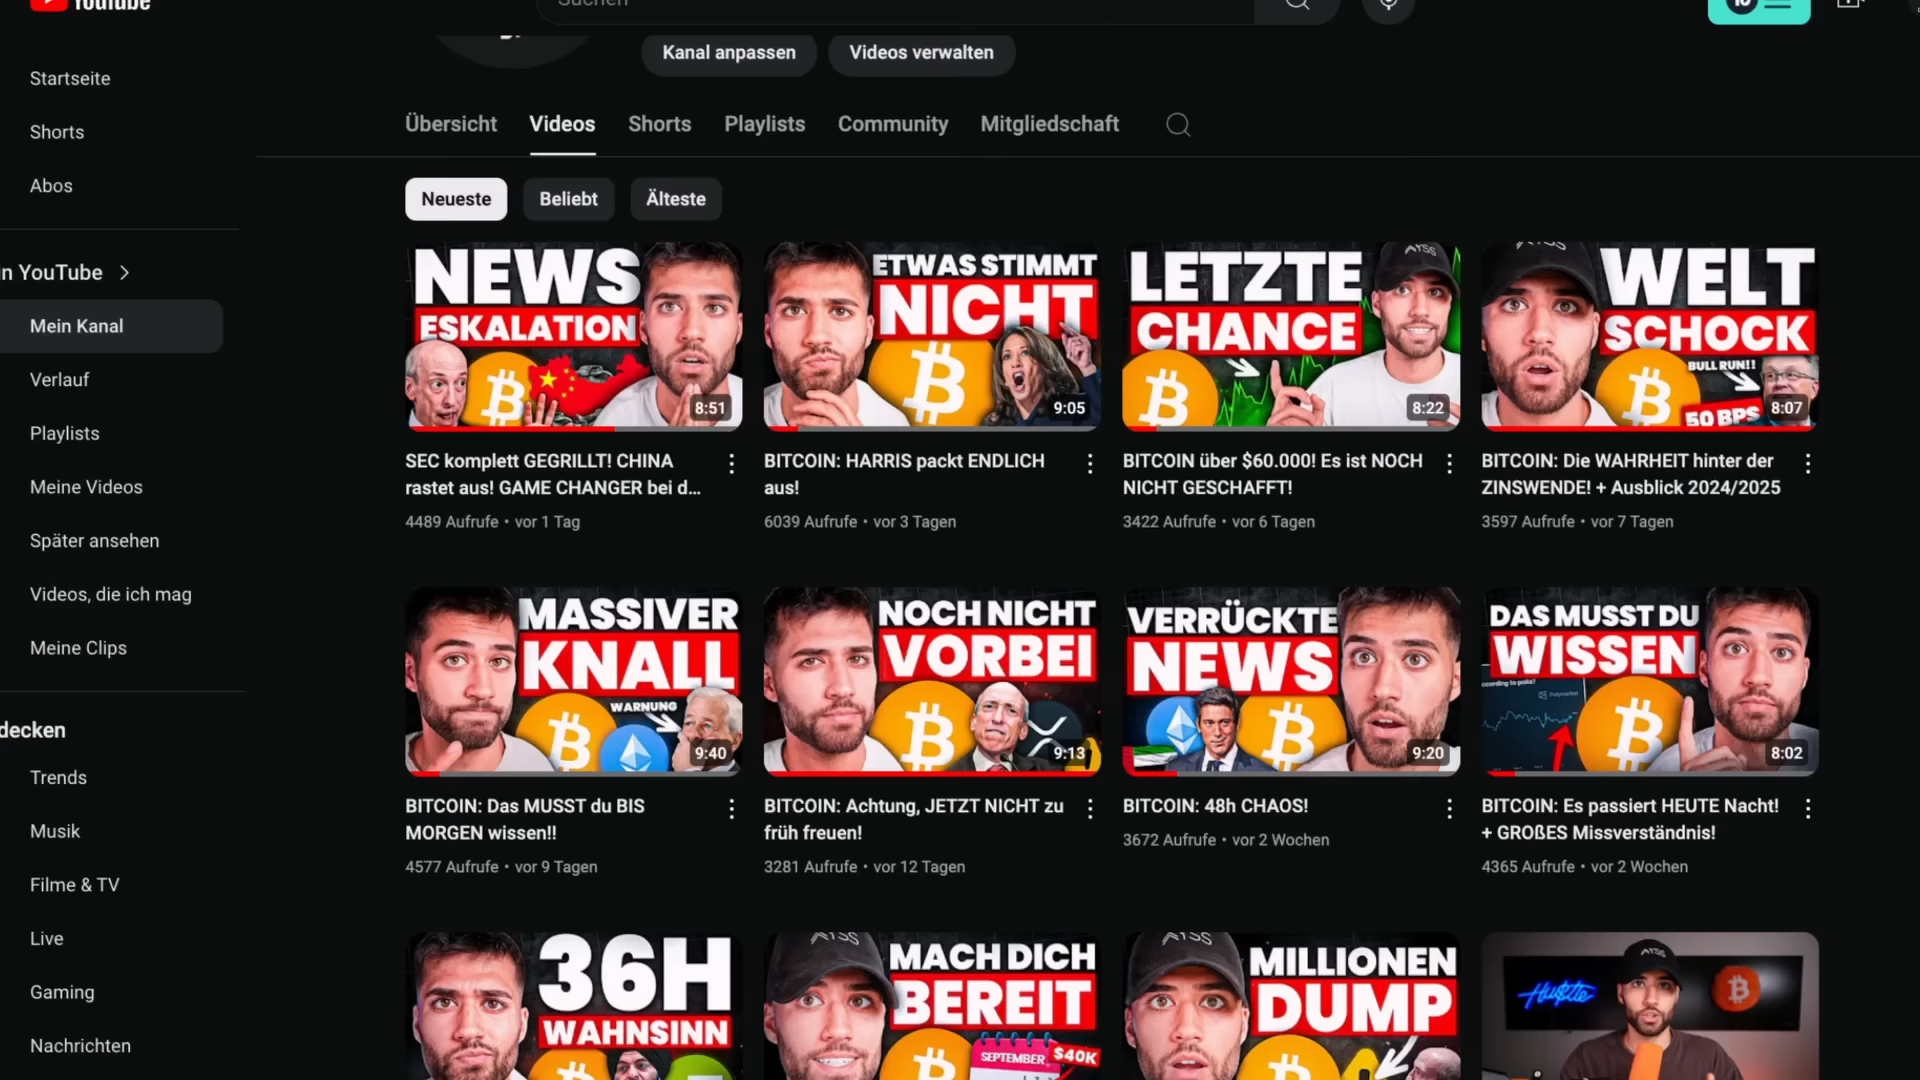 YouTube
Suchen
10
Kanal anpassen
Videos verwalten
Startseite
Shorts
Abos
in YouTube
Mein Kanal
Verlauf
Playlists
Meine Videos
Später ansehen
Videos, die ich mag
Meine Clips
decken
Trends
Musik
Filme & TV
Live
Gaming
Nachrichten
Übersicht
Videos
Shorts
Playlists
Community
Mitgliedschaft
Neueste
Beliebt
Älteste
NEWS
ESKALATION
8:51
SEC komplett GEGRILLT! CHINA
rastet aus! GAME CHANGER bei d...
4489 Aufrufe • vor 1 Tag
ETWAS STIMMT
NICHT
9:05
BITCOIN: HARRIS packt ENDLICH
aus!
6039 Aufrufe • vor 3 Tagen
LETZTE
CHANCE
8:22
BITCOIN über $60.000! Es ist NOCH
NICHT GESCHAFFT!
3422 Aufrufe • vor 6 Tagen
WELT
SCHOCK
BULL RUN!!
50 BPS
8:07
BITCOIN: Die WAHRHEIT hinter der
ZINSWENDE! + Ausblick 2024/2025
3597 Aufrufe • vor 7 Tagen
MASSIVER
KNALL
WARNUNG
9:40
BITCOIN: Das MUSST du BIS
MORGEN wissen!!
4577 Aufrufe • vor 9 Tagen
NOCH NICHT
VORBEI
9:13
BITCOIN: Achtung, JETZT NICHT zu
früh freuen!
3281 Aufrufe • vor 12 Tagen
VERRÜCKTE
NEWS
9:20
BITCOIN: 48h CHAOS!
3672 Aufrufe • vor 2 Wochen
DAS MUSST DU
WISSEN
according to polls?
Polymarket
8:02
BITCOIN: Es passiert HEUTE Nacht!
+ GROẞES Missverständnis!
4365 Aufrufe • vor 2 Wochen
36H
WAHNSINN
MACH DICH
BEREIT
SEPTEMBER
$40K
MILLIONEN
DUMP
Hustle